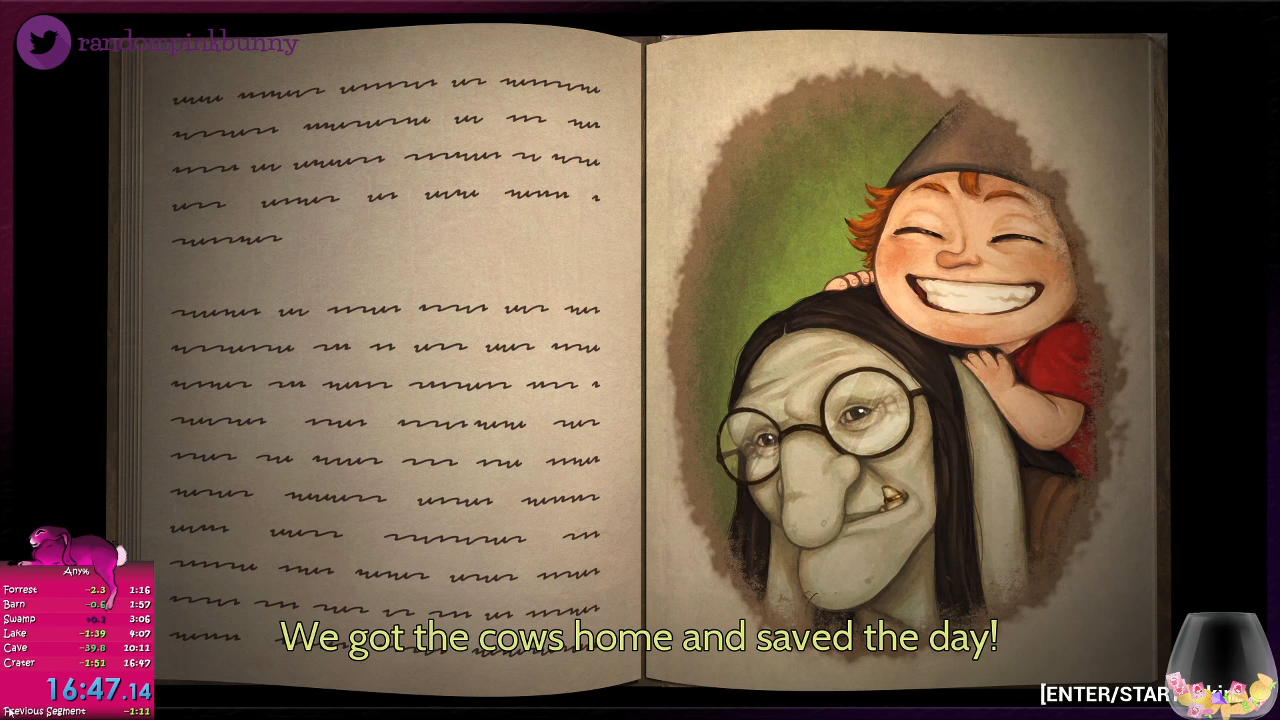 randompinkbunny
We got the cows home and saved the day!
[ENTER/START
Any%
Forrest −2.3 1:16
Barn −0.6 1:57
Swamp +0.3 3:06
Lake −1:39 4:07
Cave −39.8 10:11
Crater −1:51 16:47
16:47.14
Previous Segment −1:11